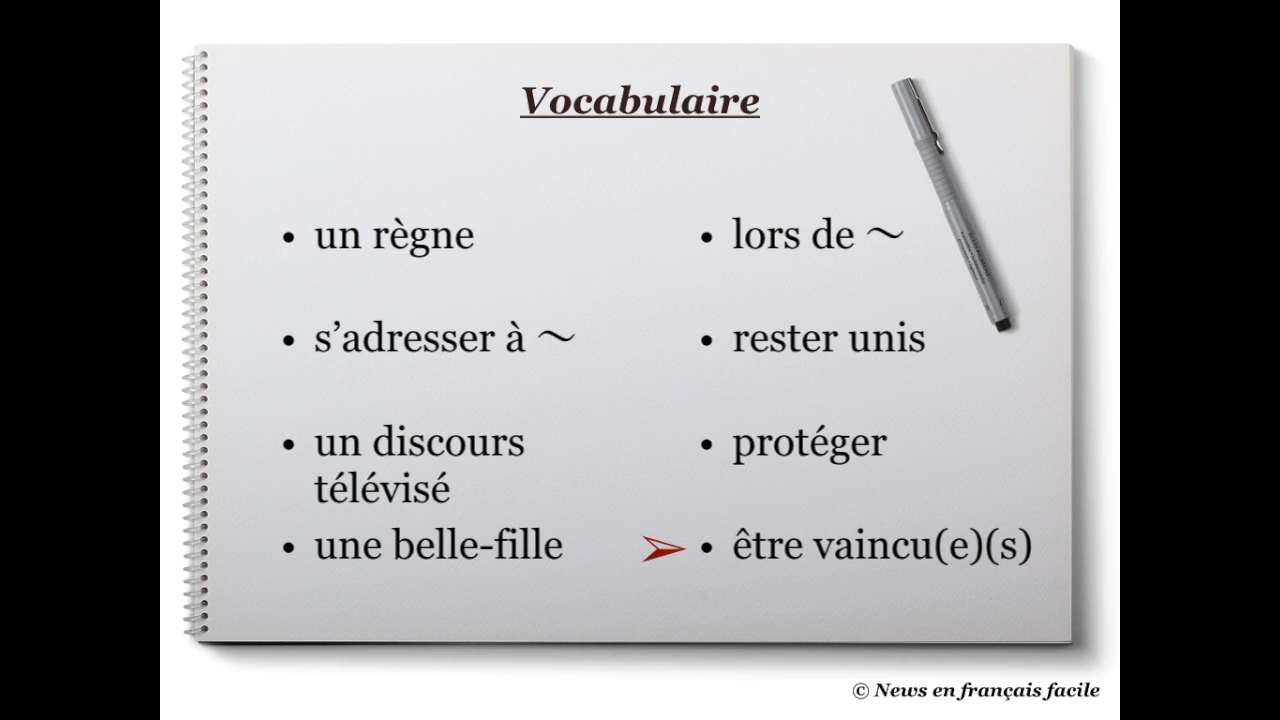 Vocabulaire
• un règne
• s’adresser à ~
• un discours
télévisé
• une belle-fille
• lors de ~
• rester unis
• protéger
• être vaincu(e)(s)
© News en français facile